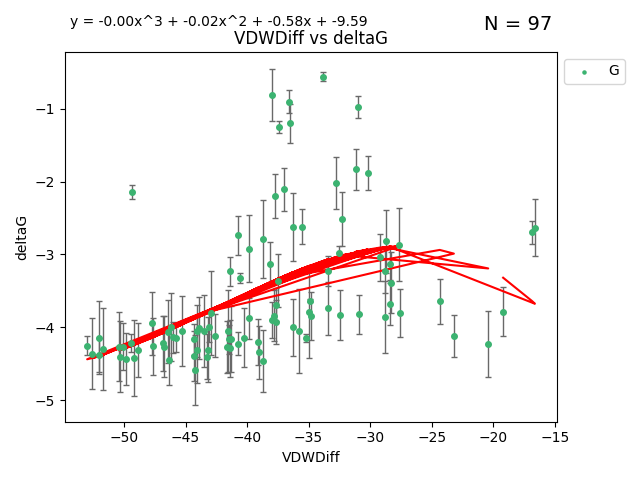 y = -0.00x^3 + -0.02x^2 + -0.58x + -9.59
N = 97
VDWDiff vs deltaG
G
deltaG
−1
−2
−3
−4
−5
−50
−45
−40
−35
−30
−25
−20
−15
VDWDiff